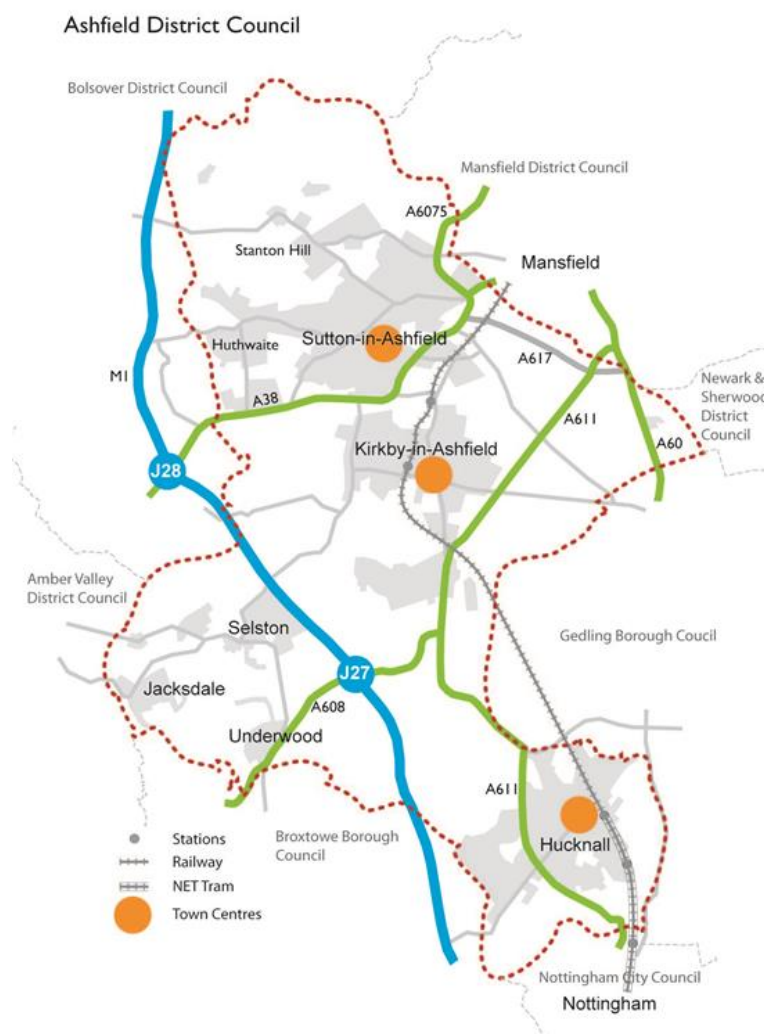 Ashfield District Council
Bolsover District Council
Mansfield District Council
A6075
Stanton Hill
Mansfield
Huthwaite
Sutton-in-Ashfield
M1
A617
Newark &
Sherwood
District
Council
A38
A611
A60
Kirkby-in-Ashfield
J28
Amber Valley
District Council
Selston
Gedling Borough Coucil
J27
Jacksdale
A608
Underwood
A611
Stations
Broxtowe Borough
Council
Hucknall
Railway
NET Tram
Town Centres
Nottingham City Council
Nottingham